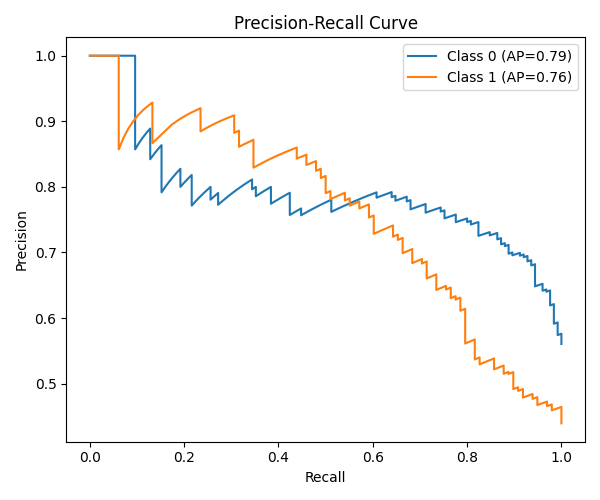 Precision-Recall Curve
Class 0 (AP=0.79)
Class 1 (AP=0.76)
Precision
1.0
0.9
0.8
0.7
0.6
0.5
0.0 0.2 0.4 0.6 0.8 1.0
Recall